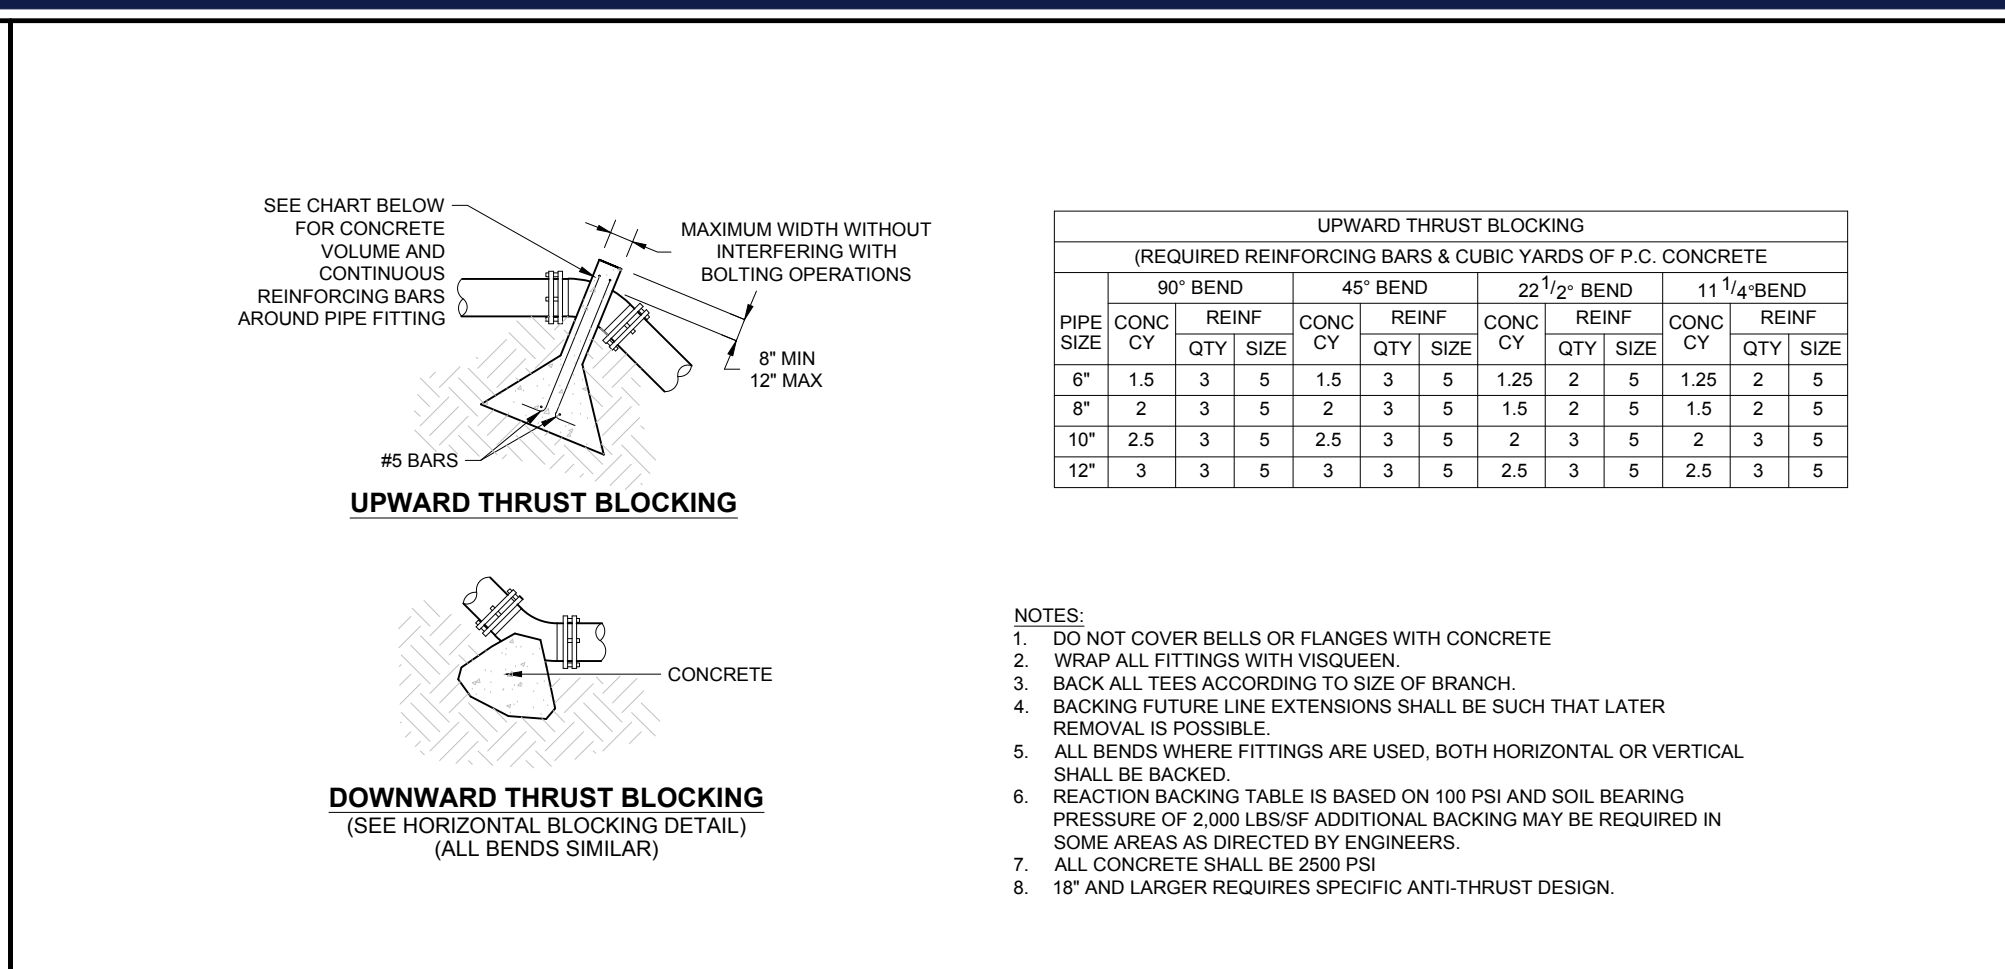 SEE CHART BELOW
FOR CONCRETE
VOLUME AND
CONTINUOUS
REINFORCING BARS
AROUND PIPE FITTING
MAXIMUM WIDTH WITHOUT
INTERFERING WITH
BOLTING OPERATIONS
8" MIN
12" MAX
#5 BARS
UPWARD THRUST BLOCKING
CONCRETE
DOWNWARD THRUST BLOCKING
(SEE HORIZONTAL BLOCKING DETAIL)
(ALL BENDS SIMILAR)
UPWARD THRUST BLOCKING
(REQUIRED REINFORCING BARS & CUBIC YARDS OF P.C. CONCRETE
90° BEND 45° BEND 22 1/2° BEND 11 1/4°BEND
PIPE SIZE CONC CY REINF CONC CY REINF CONC CY REINF CONC CY REINF
QTY SIZE QTY SIZE QTY SIZE QTY SIZE
6" 1.5 3 5 1.5 3 5 1.25 2 5 1.25 2 5
8" 2 3 5 2 3 5 1.5 2 5 1.5 2 5
10" 2.5 3 5 2.5 3 5 2 3 5 2 3 5
12" 3 3 5 3 3 5 2.5 3 5 2.5 3 5
NOTES:
1. DO NOT COVER BELLS OR FLANGES WITH CONCRETE
2. WRAP ALL FITTINGS WITH VISQUEEN.
3. BACK ALL TEES ACCORDING TO SIZE OF BRANCH.
4. BACKING FUTURE LINE EXTENSIONS SHALL BE SUCH THAT LATER
REMOVAL IS POSSIBLE.
5. ALL BENDS WHERE FITTINGS ARE USED, BOTH HORIZONTAL OR VERTICAL
SHALL BE BACKED.
6. REACTION BACKING TABLE IS BASED ON 100 PSI AND SOIL BEARING
PRESSURE OF 2,000 LBS/SF ADDITIONAL BACKING MAY BE REQUIRED IN
SOME AREAS AS DIRECTED BY ENGINEERS.
7. ALL CONCRETE SHALL BE 2500 PSI
8. 18" AND LARGER REQUIRES SPECIFIC ANTI-THRUST DESIGN.